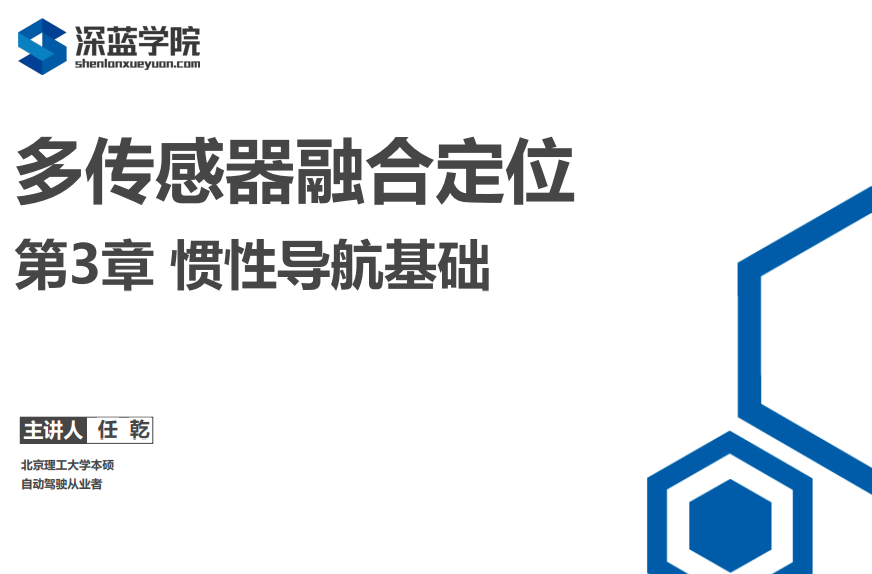 深蓝学院
shenlanxueyuan.com
多传感器融合定位
第3章 惯性导航基础
主讲人 任 乾
北京理工大学本硕
自动驾驶从业者